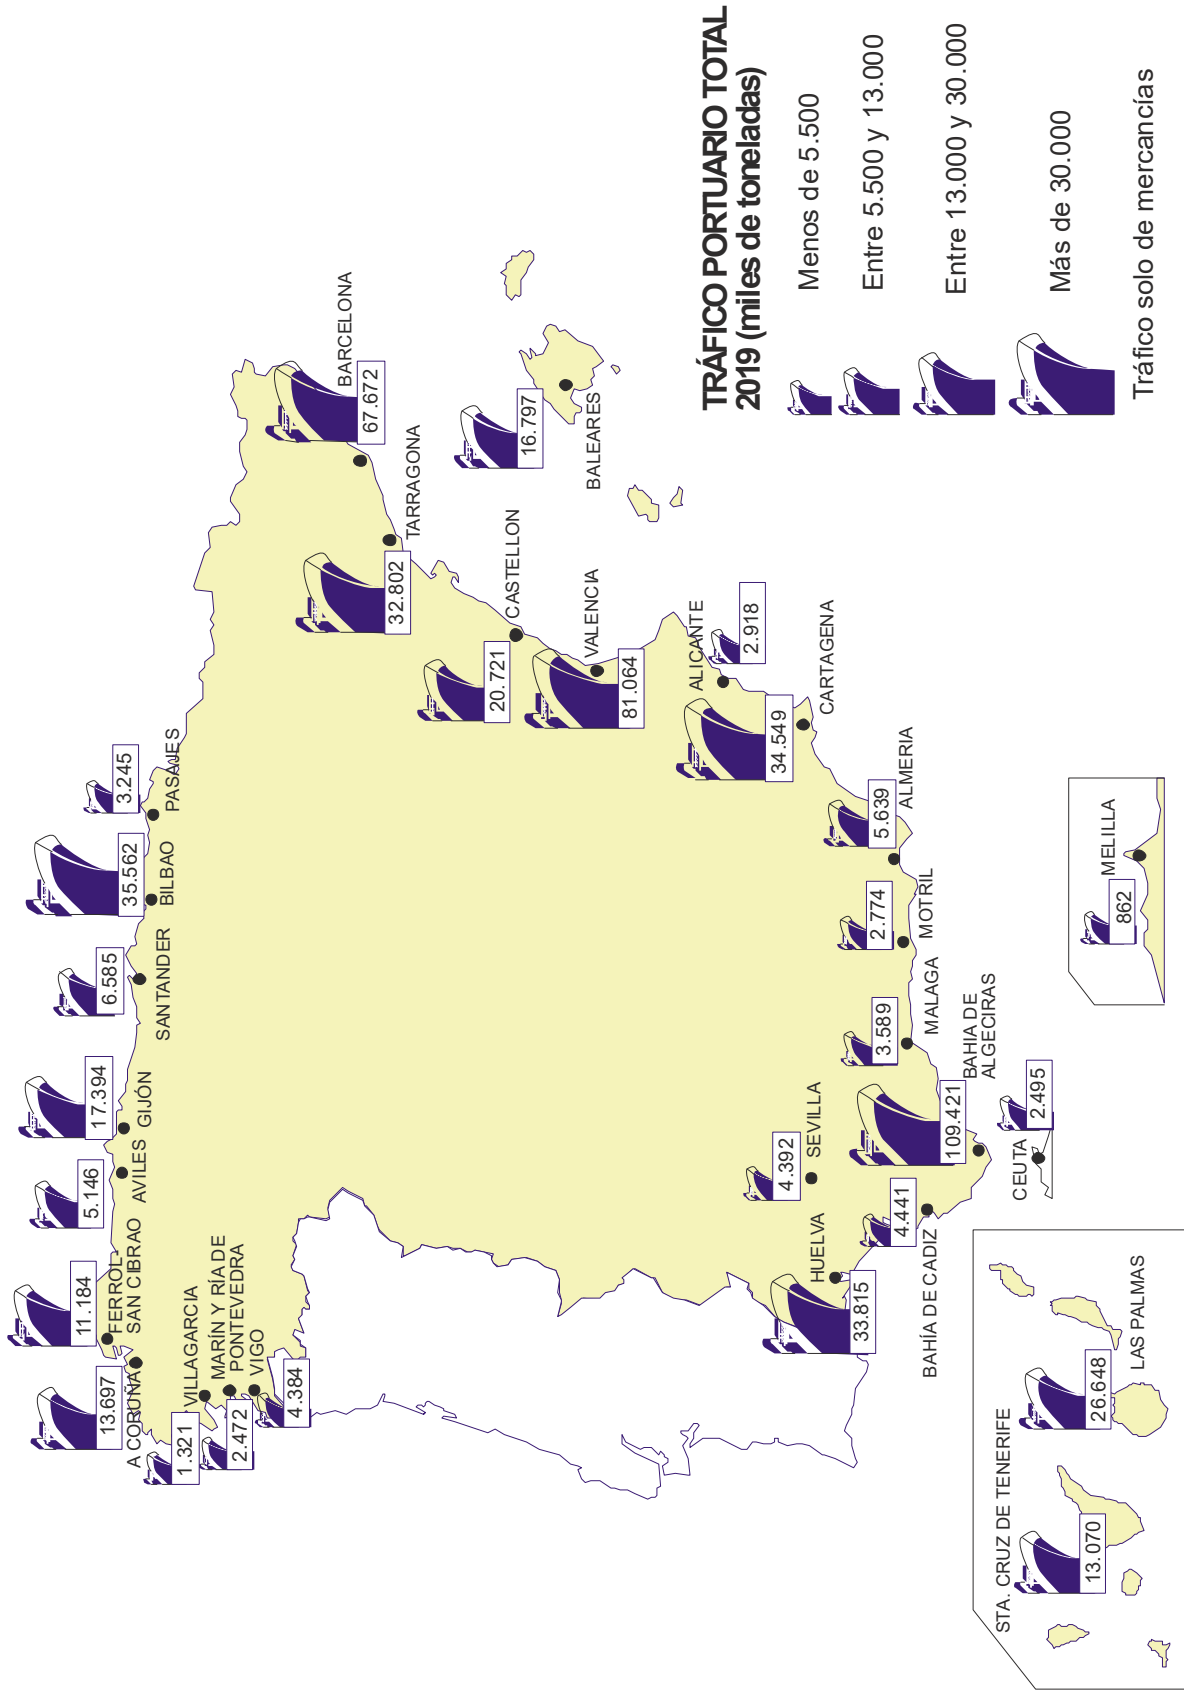 13.697
A CORUÑA
11.184
FERROL-
SAN CIBRAO
5.146
AVILES
17.394
GIJÓN
6.585
SANTANDER
35.562
BILBAO
3.245
PASAJES
1.321
VILLAGARCIA
2.472
MARÍN Y RÍA DE
PONTEVEDRA
4.384
VIGO
67.672
BARCELONA
32.802
TARRAGONA
20.721
CASTELLON
16.797
BALEARES
81.064
VALENCIA
2.918
ALICANTE
34.549
CARTAGENA
5.639
ALMERIA
2.774
MOTRIL
3.589
MALAGA
4.392
SEVILLA
109.421
BAHIA DE
ALGECIRAS
33.815
HUELVA
4.441
BAHÍA DE CADIZ
2.495
CEUTA
862
MELILLA
STA. CRUZ DE TENERIFE
13.070
26.648
LAS PALMAS
TRÁFICO PORTUARIO TOTAL
2019 (miles de toneladas)
Menos de 5.500
Entre 5.500 y 13.000
Entre 13.000 y 30.000
Más de 30.000
Tráfico solo de mercancías